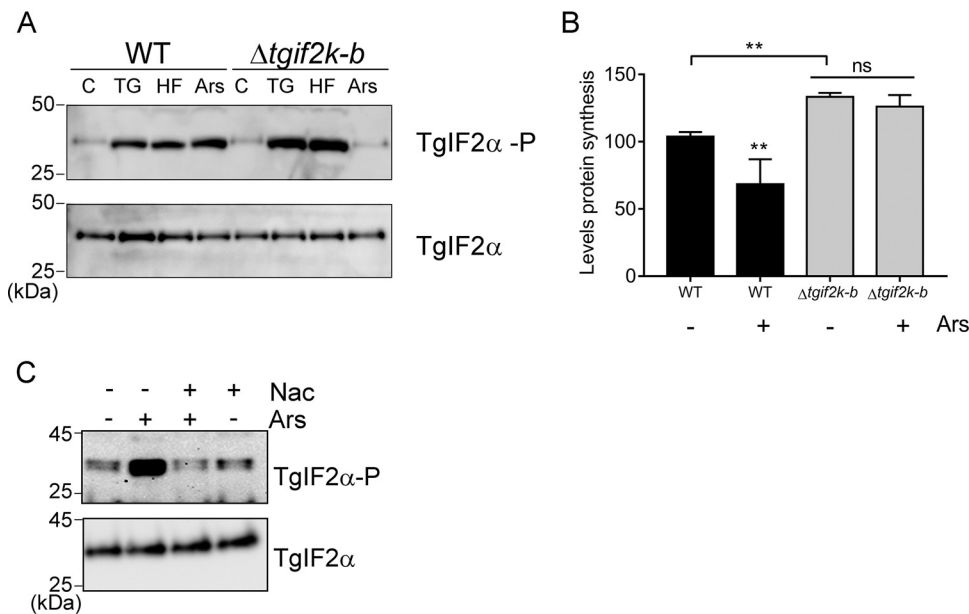 A
WT Δtgif2k-b
C TG HF Ars C TG HF Ars
50
TgIF2α -P
25
50
TgIF2α
25
(kDa)
B
Levels protein synthesis
150
100
50
0
**
ns
**
WT WT Δtgif2k-b Δtgif2k-b
- + - + Ars
C
- - + + Nac
- + + - Ars
45
TgIF2α-P
25
45
TgIF2α
25
(kDa)